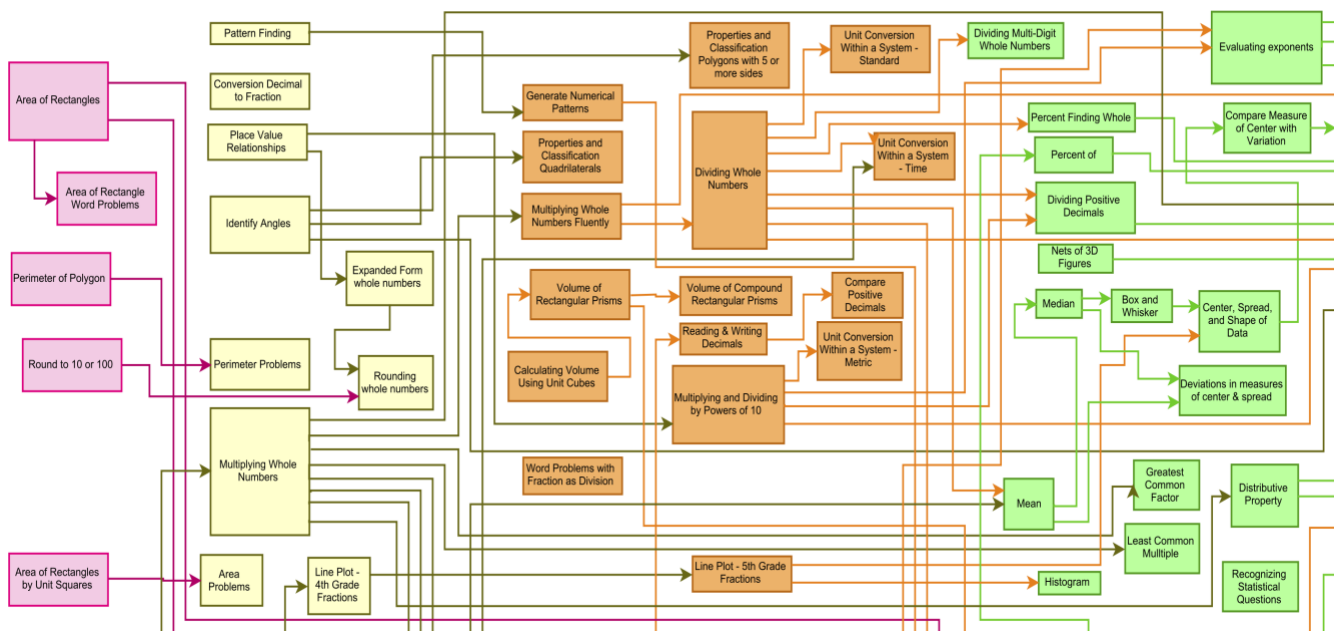 Area of Rectangles
Area of Rectangle
Word Problems
Perimeter of Polygon
Round to 10 or 100
Area of Rectangles
by Unit Squares
Pattern Finding
Conversion Decimal
to Fraction
Place Value
Relationships
Identify Angles
Expanded Form
whole numbers
Perimeter Problems
Rounding
whole numbers
Multiplying Whole
Numbers
Area
Problems
Line Plot -
4th Grade
Fractions
Properties and
Classification
Polygons with 5 or
more sides
Generate Numerical
Patterns
Properties and
Classification
Quadrilaterals
Multiplying Whole
Numbers Fluently
Dividing Whole
Numbers
Unit Conversion
Within a System -
Standard
Unit Conversion
Within a System
- Time
Volume of
Rectangular Prisms
Volume of Compound
Rectangular Prisms
Compare
Positive
Decimals
Reading & Writing
Decimals
Unit Conversion
Within a System -
Metric
Calculating Volume
Using Unit Cubes
Multiplying and Dividing
by Powers of 10
Word Problems with
Fraction as Division
Line Plot - 5th Grade
Fractions
Dividing Multi-Digit
Whole Numbers
Evaluating exponents
Percent Finding Whole
Compare Measure
of Center with
Variation
Percent of
Dividing Positive
Decimals
Nets of 3D
Figures
Median
Box and
Whisker
Center, Spread,
and Shape of
Data
Deviations in measures
of center & spread
Mean
Greatest
Common
Factor
Distributive
Property
Least Common
Mulltiple
Histogram
Recognizing
Statistical
Questions